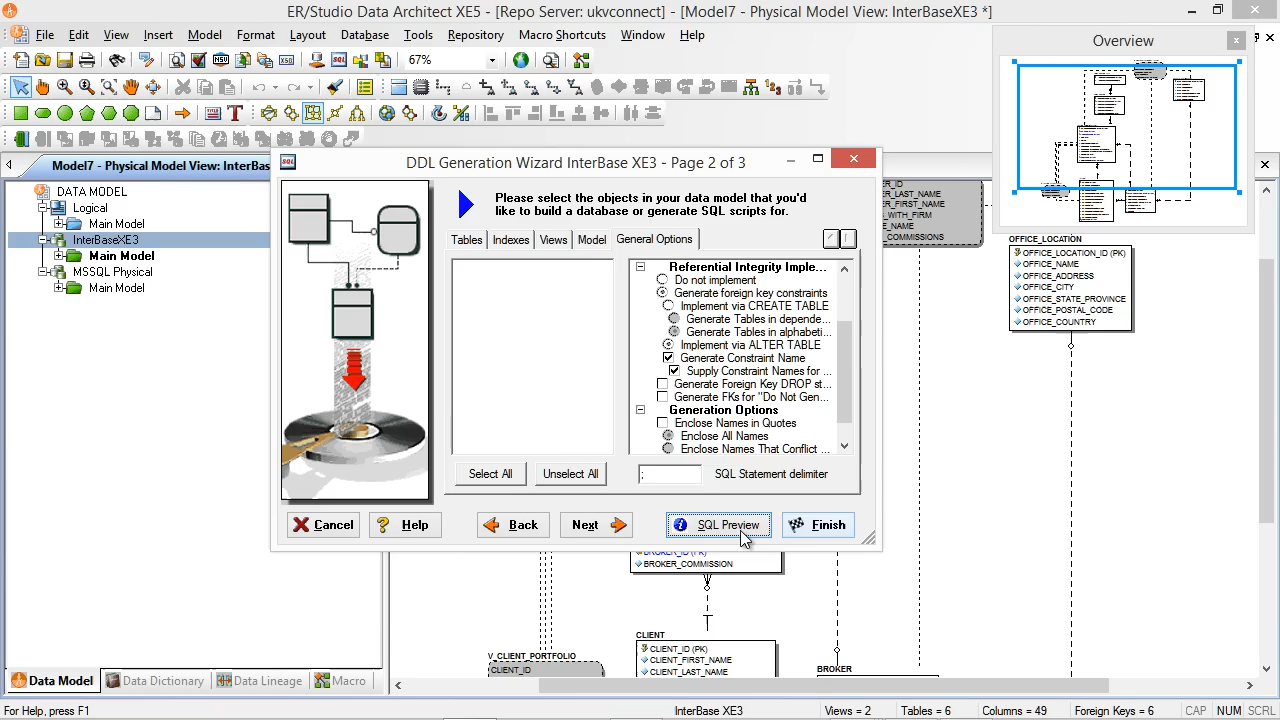 ER/Studio Data Architect XE5 - [Repo Server: ukvconnect] - [Model7 - Physical Model View: InterBaseXE3 *]
File Edit View Insert Model Format Layout Tools Database Repository Macro Shortcuts Window Help
67%
Overview
Model7 - Physical Model View: InterBas
DATA MODEL
Logical
Main Model
InterBaseXE3
Main Model
MSSQL Physical
Main Model
DDL Generation Wizard InterBase XE3 - Page 2 of 3
Please select the objects in your data model that you'd
like to build a database or generate SQL scripts for.
Tables Indexes Views Model General Options
Referential Integrity Imple...
Do not implement
Generate foreign key constraints
Implement via CREATE TABLE
Generate Tables in depende...
Generate Tables in alphabeti...
Implement via ALTER TABLE
Generate Constraint Name
Supply Constraint Names for ...
Generate Foreign Key DROP st...
Generate FKs for "Do Not Gen...
Generation Options
Enclose Names in Quotes
Enclose All Names
Enclose Names That Conflict ...
Select All Unselect All ; SQL Statement delimiter
Cancel Help Back Next SQL Preview Finish
ER_ID
ER_LAST_NAME
ER_FIRST_NAME
S_WITH_FIRM
E_NAME
_COMMISSIONS
OFFICE_LOCATION
OFFICE_LOCATION_ID (PK)
OFFICE_NAME
OFFICE_ADDRESS
OFFICE_CITY
OFFICE_STATE_PROVINCE
OFFICE_POSTAL_CODE
OFFICE_COUNTRY
BROKER_ID (FK)
BROKER_COMMISSION
CLIENT
CLIENT_ID (PK)
CLIENT_FIRST_NAME
CLIENT_LAST_NAME
V_CLIENT_PORTFOLIO
CLIENT_ID
BROKER
Data Model Data Dictionary Data Lineage Macro
For Help, press F1 InterBase XE3 Views = 2 Tables = 6 Columns = 49 Foreign Keys = 6 CAP NUM SCRL